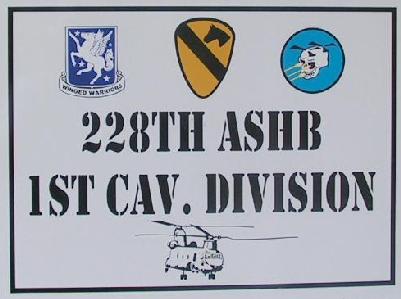 WINGED WARRIORS
228TH ASHB
1ST CAV. DIVISION